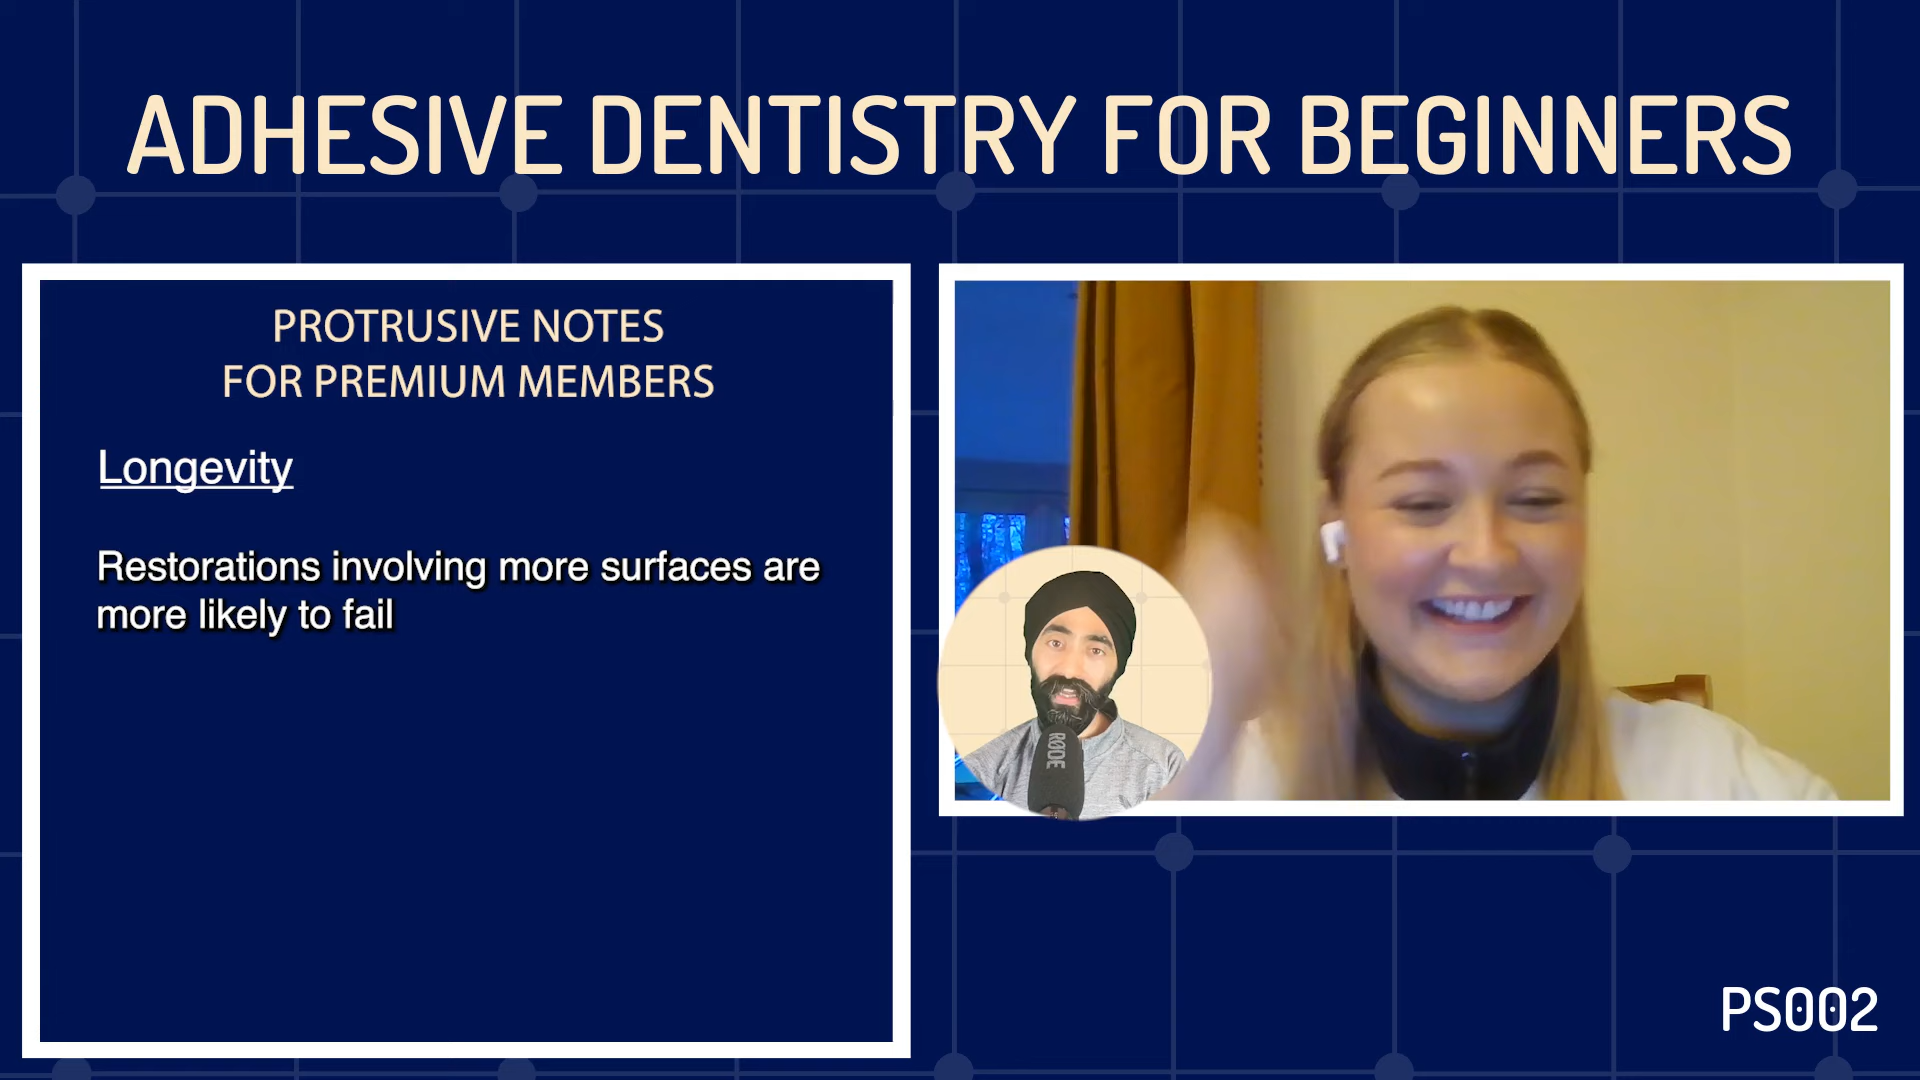 ADHESIVE DENTISTRY FOR BEGINNERS
PROTRUSIVE NOTES
FOR PREMIUM MEMBERS
Longevity
Restorations involving more surfaces are
more likely to fail
RØDE
PS002